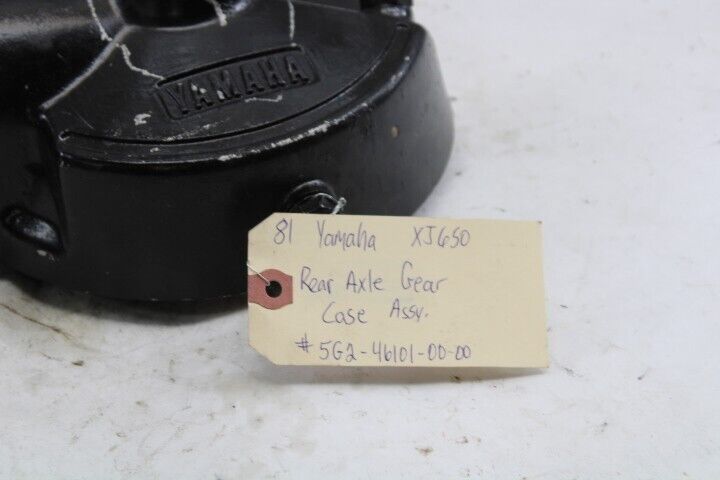 YAMAHA
81 Yamaha XJ650
Rear Axle Gear
Case Assy.
# 5G2-46101-00-00